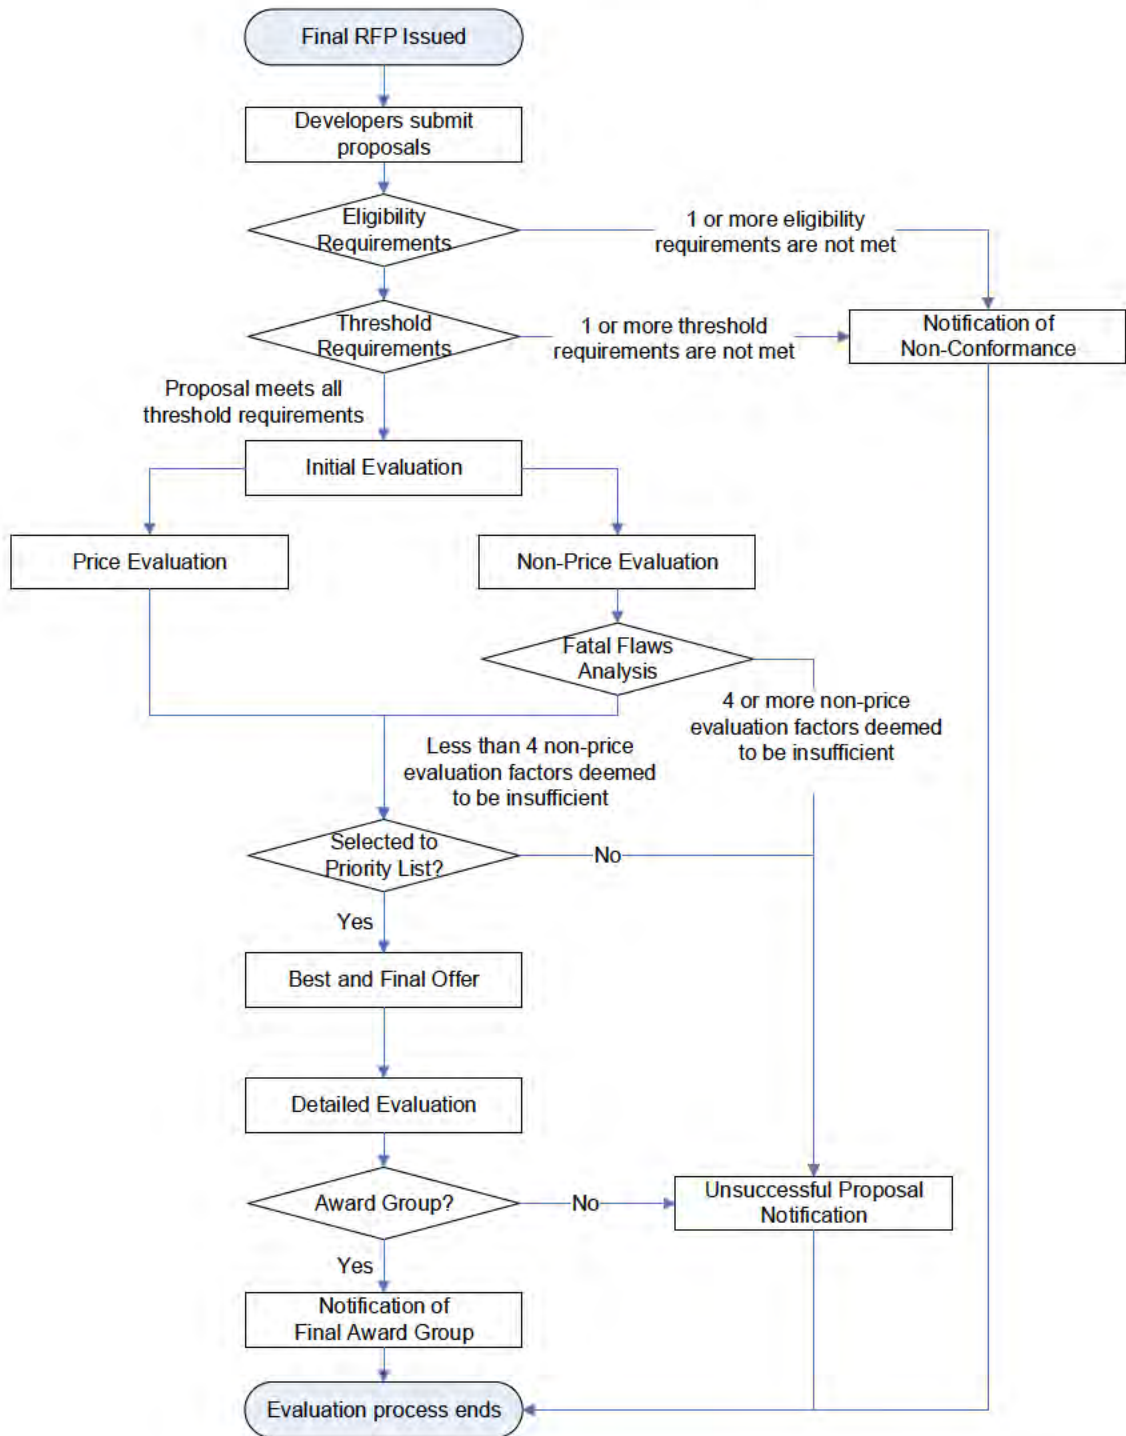 Final RFP Issued
Developers submit
proposals
Eligibility
Requirements
1 or more eligibility
requirements are not met
Threshold
Requirements
1 or more threshold
requirements are not met
Notification of
Non-Conformance
Proposal meets all
threshold requirements
Initial Evaluation
Price Evaluation
Non-Price Evaluation
Fatal Flaws
Analysis
4 or more non-price
evaluation factors deemed
to be insufficient
Less than 4 non-price
evaluation factors deemed
to be insufficient
Selected to
Priority List?
No
Yes
Best and Final Offer
Detailed Evaluation
Award Group?
No
Unsuccessful Proposal
Notification
Yes
Notification of
Final Award Group
Evaluation process ends